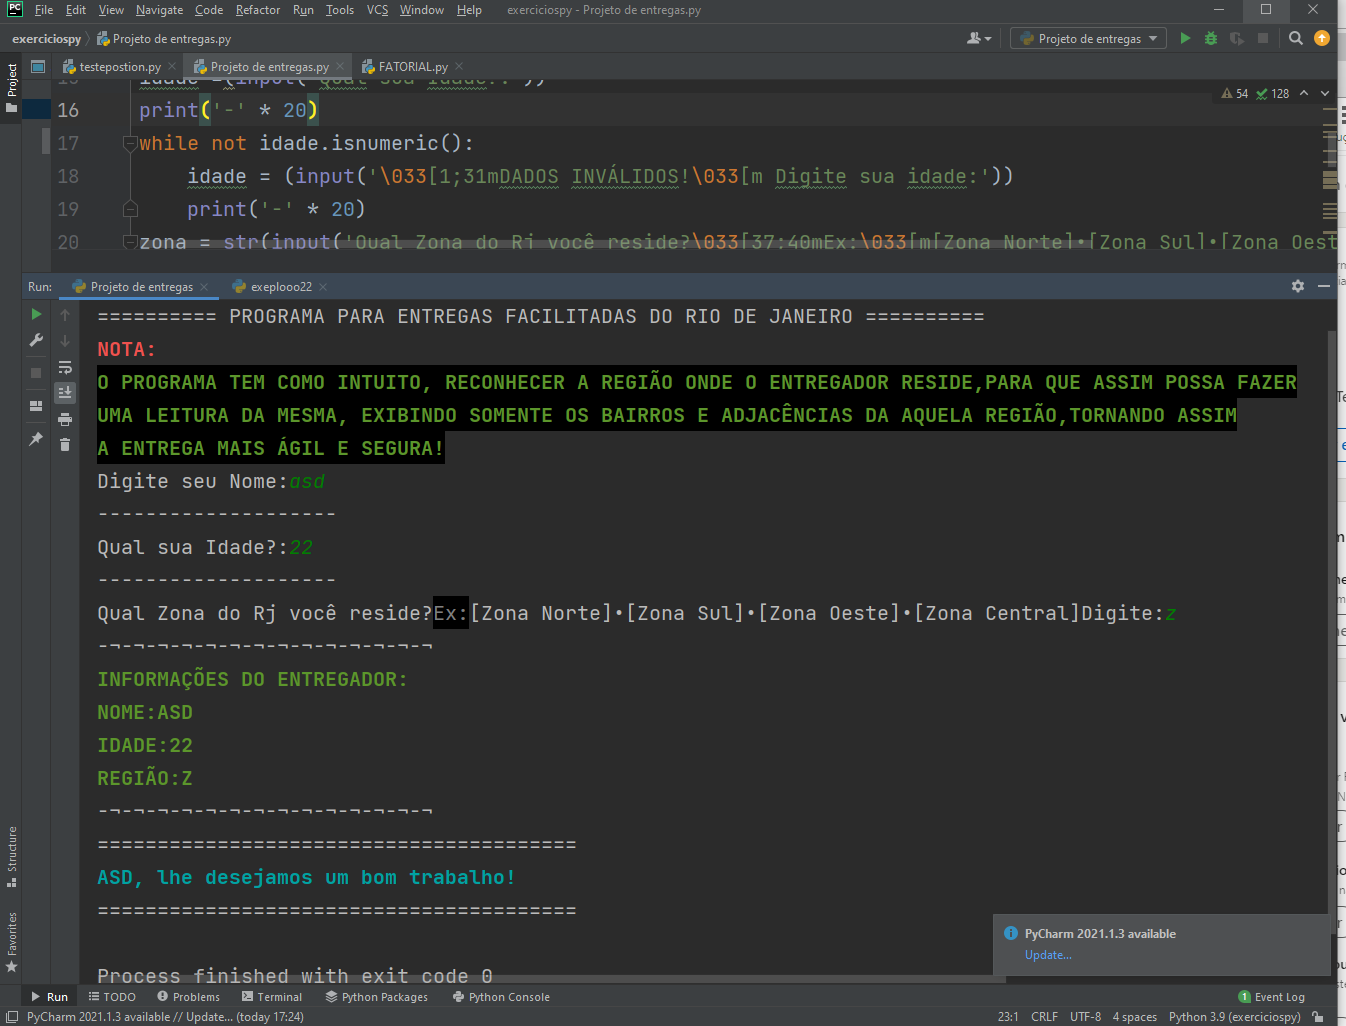 PC File Edit View Navigate Code Refactor Run Tools VCS Window Help exerciciospy - Projeto de entregas.py
exerciciospy Projeto de entregas.py Projeto de entregas
Project
testepostion.py Projeto de entregas.py FATORIAL.py
54 128
16 print('-' * 20)
17 while not idade.isnumeric():
18 idade = (input('\033[1;31mDADOS INVÁLIDOS!\033[m Digite sua idade:'))
19 print('-' * 20)
20 zona = str(input('Qual Zona do Rj você reside?\033[37;40mEx:\033[m[Zona Norte]•[Zona Sul]•[Zona Oest
Run: Projeto de entregas exeplooo22
========== PROGRAMA PARA ENTREGAS FACILITADAS DO RIO DE JANEIRO ==========
NOTA:
O PROGRAMA TEM COMO INTUITO, RECONHECER A REGIÃO ONDE O ENTREGADOR RESIDE,PARA QUE ASSIM POSSA FAZER
UMA LEITURA DA MESMA, EXIBINDO SOMENTE OS BAIRROS E ADJACÊNCIAS DA AQUELA REGIÃO,TORNANDO ASSIM
A ENTREGA MAIS ÁGIL E SEGURA!
Digite seu Nome:asd
--------------------
Qual sua Idade?:22
--------------------
Qual Zona do Rj você reside?Ex:[Zona Norte]•[Zona Sul]•[Zona Oeste]•[Zona Central]Digite:z
-¬-¬-¬-¬-¬-¬-¬-¬-¬-¬-¬-¬-¬-¬
INFORMAÇÕES DO ENTREGADOR:
NOME:ASD
IDADE:22
REGIÃO:Z
-¬-¬-¬-¬-¬-¬-¬-¬-¬-¬-¬-¬-¬-¬
========================================
ASD, lhe desejamos um bom trabalho!
========================================
Process finished with exit code 0
Structure
Favorites
PyCharm 2021.1.3 available
Update...
Run TODO Problems Terminal Python Packages Python Console 1 Event Log
PyCharm 2021.1.3 available // Update... (today 17:24) 23:1 CRLF UTF-8 4 spaces Python 3.9 (exerciciospy)